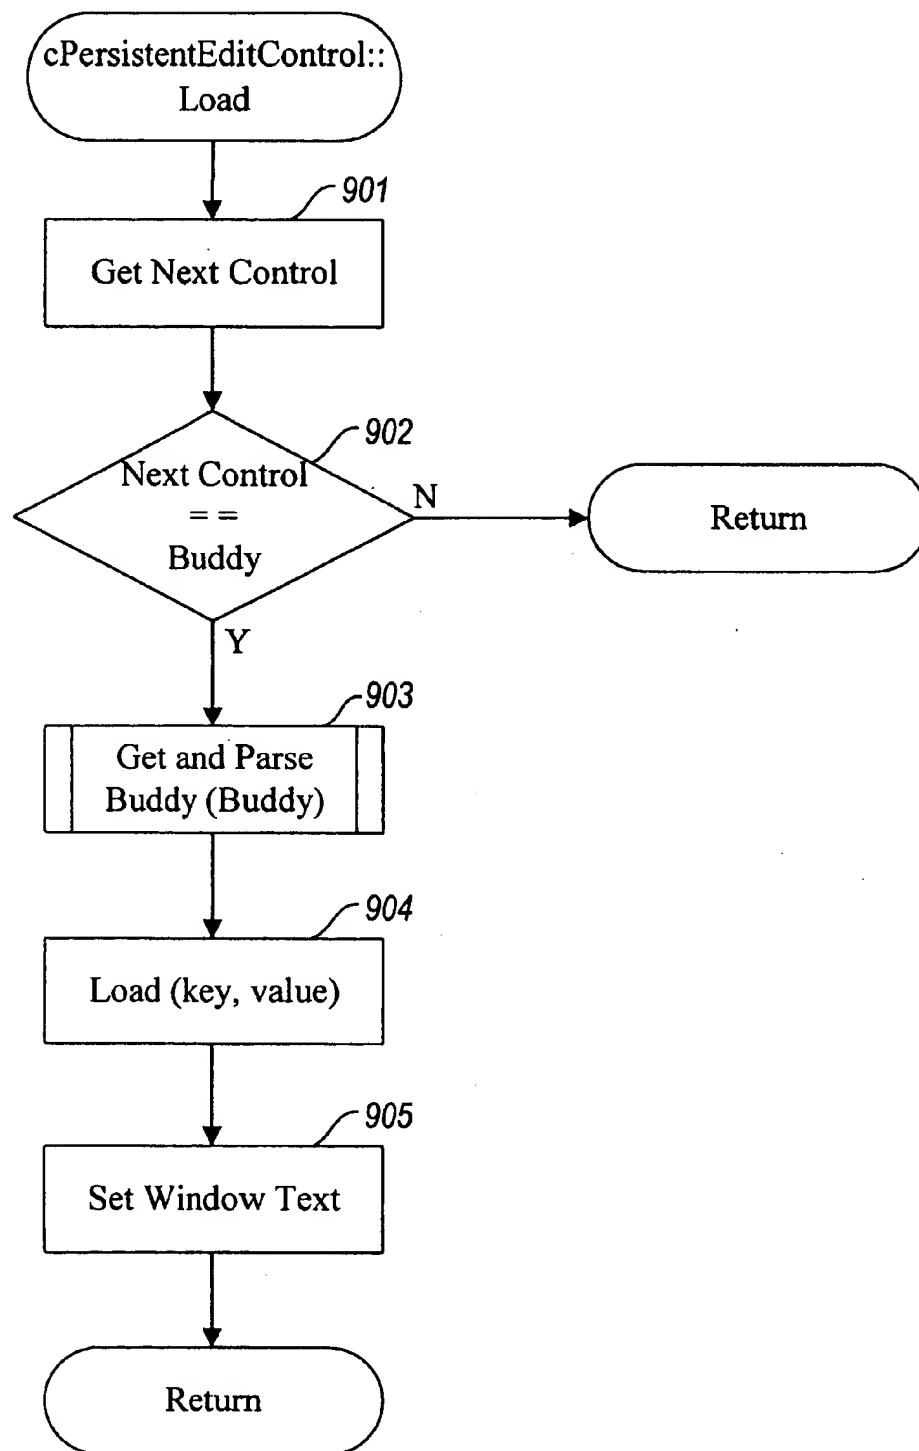 cPersistentEditControl::
Load
901
Get Next Control
902
Next Control
= =
Buddy
N
Return
Y
903
Get and Parse
Buddy (Buddy)
904
Load (key, value)
905
Set Window Text
Return